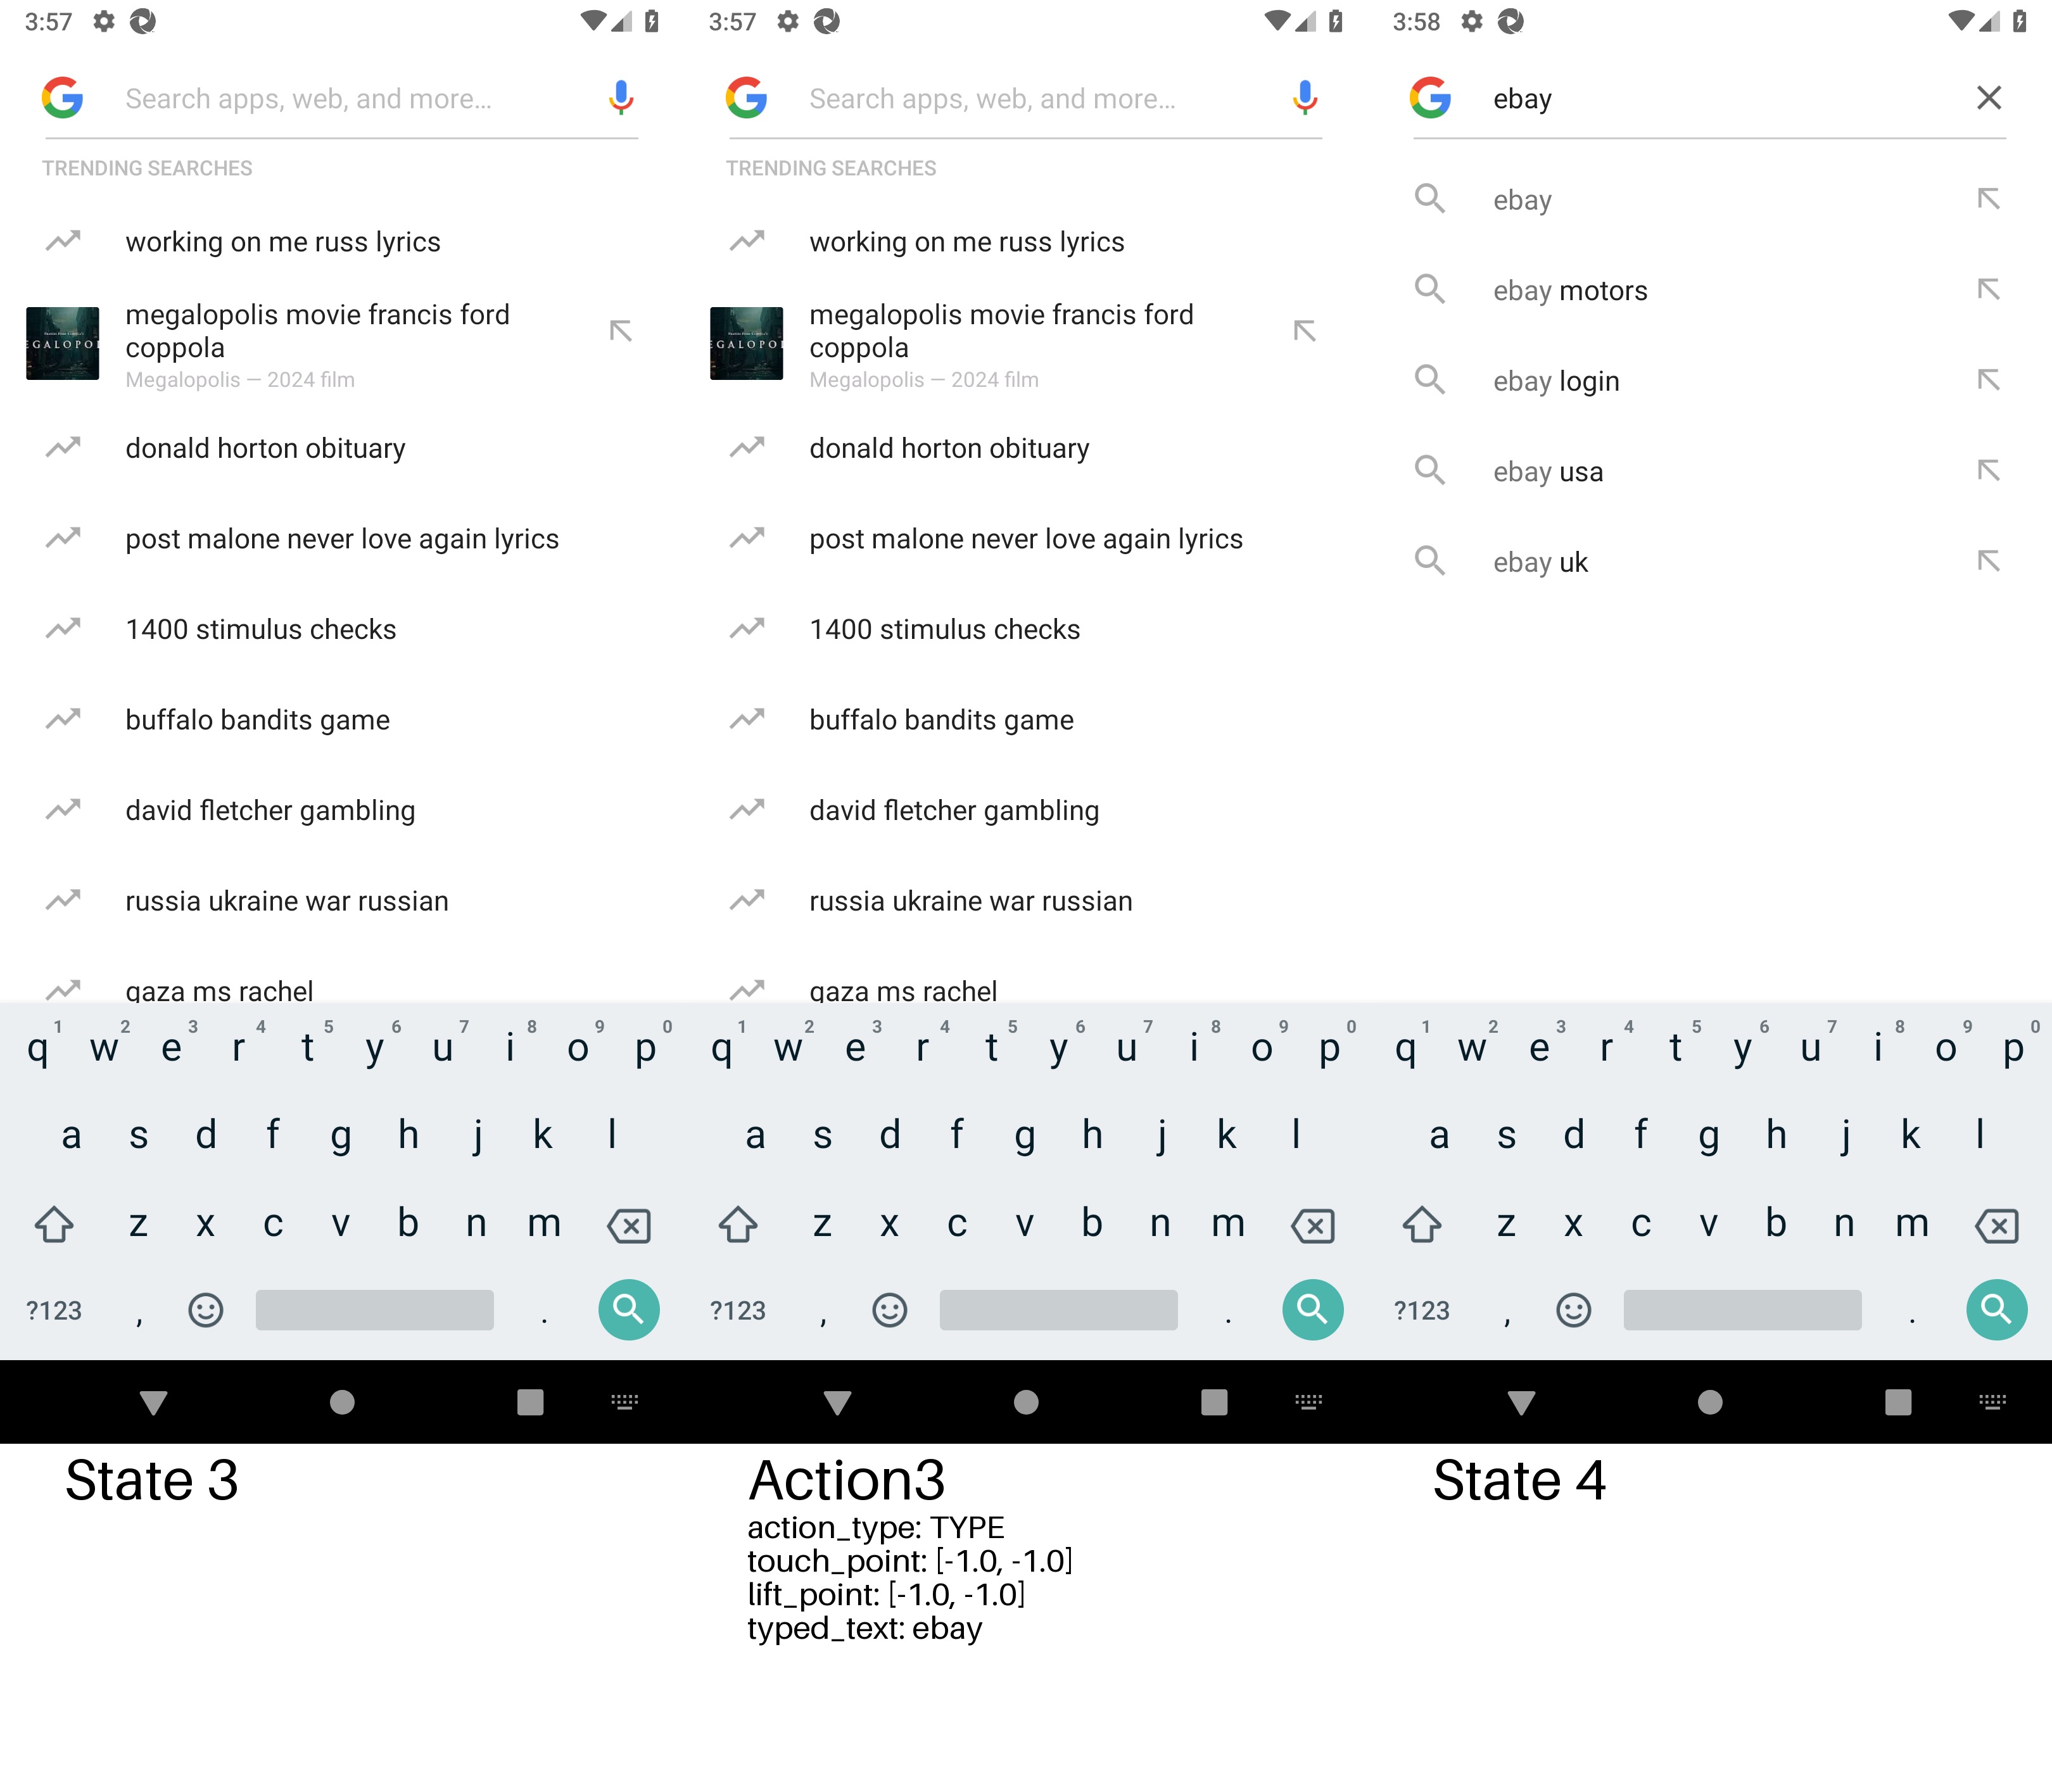 3:57
Search apps, web, and more...
TRENDING SEARCHES
working on me russ lyrics
EGALOPOI
megalopolis movie francis ford
coppola
Megalopolis — 2024 film
donald horton obituary
post malone never love again lyrics
1400 stimulus checks
buffalo bandits game
david fletcher gambling
russia ukraine war russian
gaza ms rachel
1 2 3 4 5 6 7 8 9 0
q w e r t y u i o p
a s d f g h j k l
z x c v b n m
?123 , .
State 3
3:57
Search apps, web, and more...
TRENDING SEARCHES
working on me russ lyrics
EGALOPOI
megalopolis movie francis ford
coppola
Megalopolis — 2024 film
donald horton obituary
post malone never love again lyrics
1400 stimulus checks
buffalo bandits game
david fletcher gambling
russia ukraine war russian
gaza ms rachel
1 2 3 4 5 6 7 8 9 0
q w e r t y u i o p
a s d f g h j k l
z x c v b n m
?123 , .
Action3
action_type: TYPE
touch_point: [-1.0, -1.0]
lift_point: [-1.0, -1.0]
typed_text: ebay
3:58
ebay
ebay
ebay motors
ebay login
ebay usa
ebay uk
1 2 3 4 5 6 7 8 9 0
q w e r t y u i o p
a s d f g h j k l
z x c v b n m
?123 , .
State 4